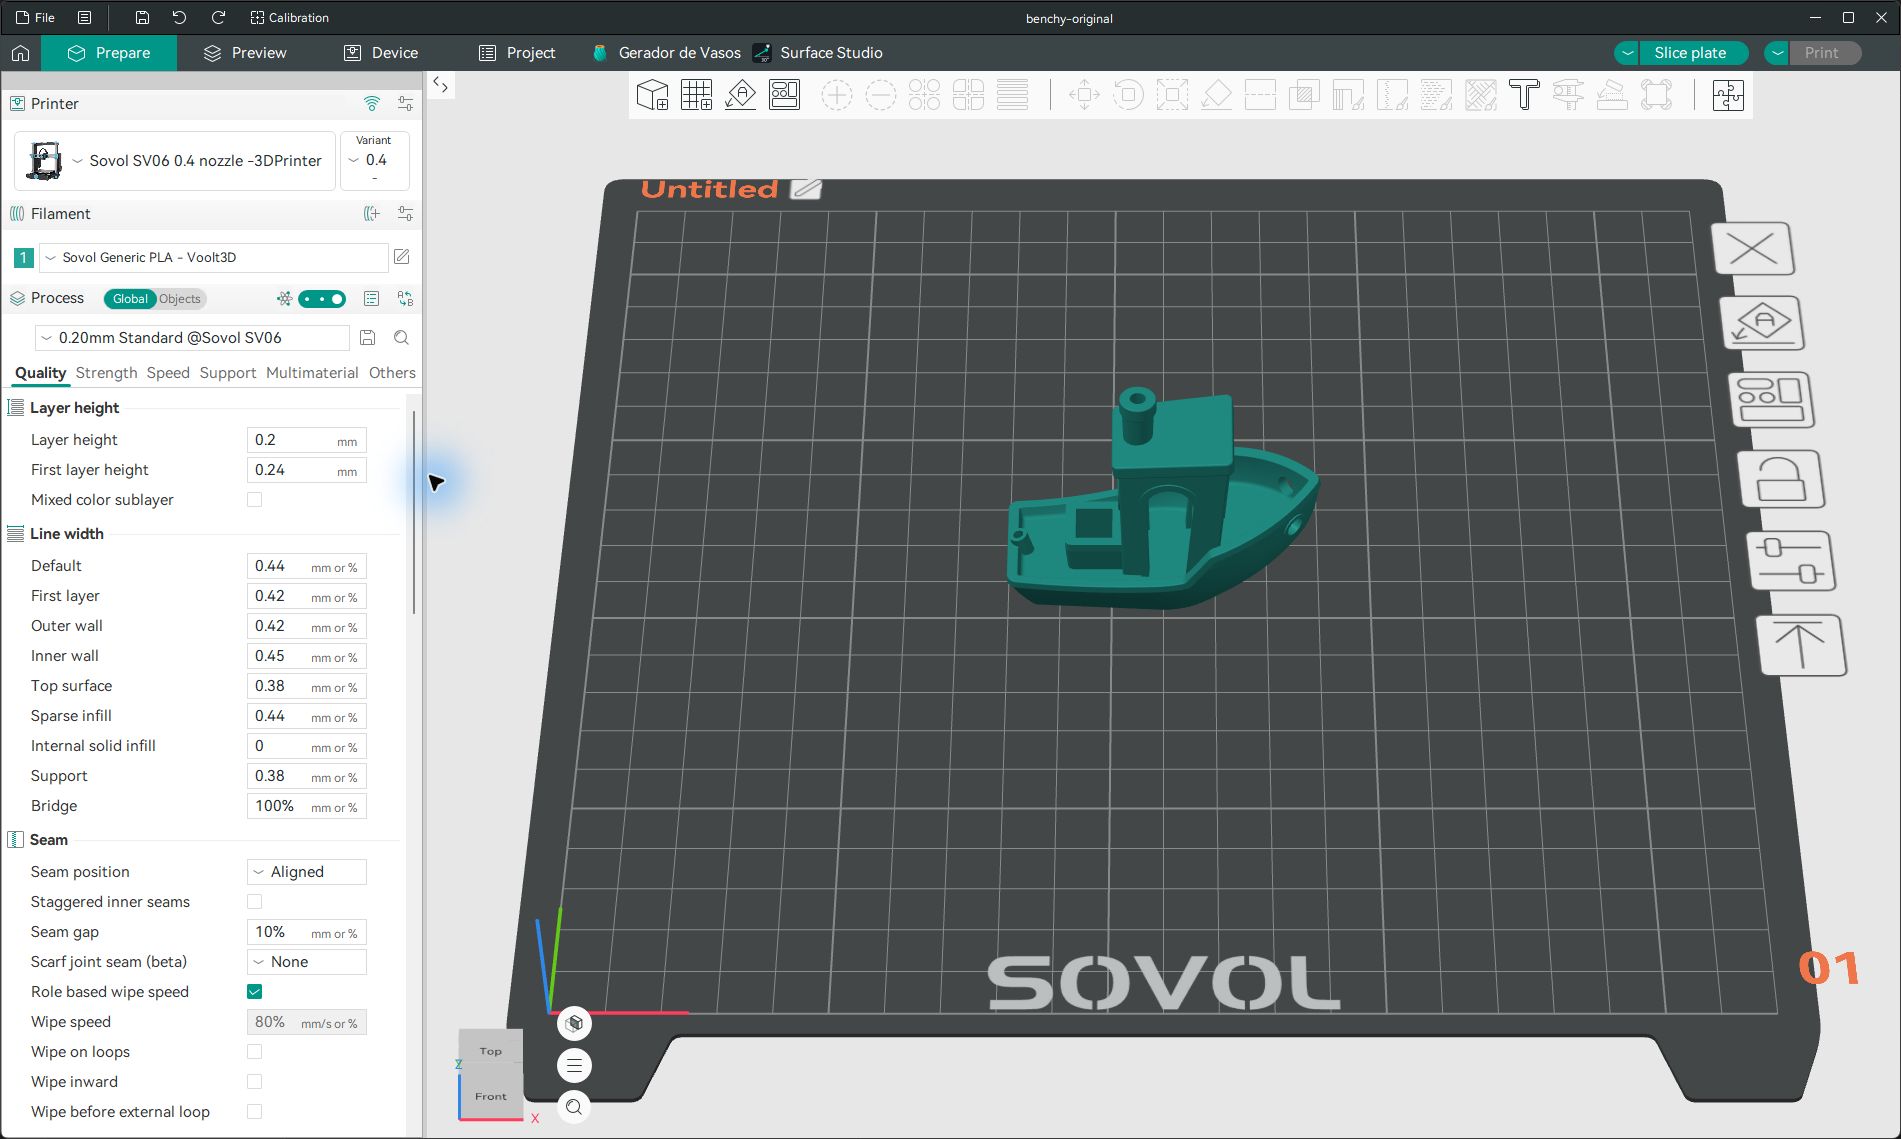 File
Calibration
benchy-original
Prepare
Preview
Device
Project
Gerador de Vasos
Surface Studio
Slice plate
Print
Printer
Sovol SV06 0.4 nozzle -3DPrinter
Variant
0.4
-
Filament
1
Sovol Generic PLA - Voolt3D
Process
Global
Objects
0.20mm Standard @Sovol SV06
Quality Strength Speed Support Multimaterial Others
Layer height
Layer height 0.2 mm
First layer height 0.24 mm
Mixed color sublayer
Line width
Default 0.44 mm or %
First layer 0.42 mm or %
Outer wall 0.42 mm or %
Inner wall 0.45 mm or %
Top surface 0.38 mm or %
Sparse infill 0.44 mm or %
Internal solid infill 0 mm or %
Support 0.38 mm or %
Bridge 100% mm or %
Seam
Seam position Aligned
Staggered inner seams
Seam gap 10% mm or %
Scarf joint seam (beta) None
Role based wipe speed
Wipe speed 80% mm/s or %
Wipe on loops
Wipe inward
Wipe before external loop
Untitled
SOVOL
01
Top
Front
Z
X